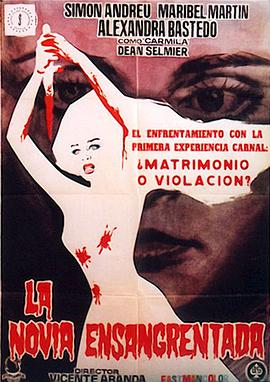 SIMON ANDREU, MARIBEL MARTIN
ALEXANDRA BASTEDO
COMO 'CARMILA'
DEAN SELMIER
EL ENFRENTAMIENTO CON LA
PRIMERA EXPERIENCIA CARNAL:
¿MATRIMONIO
O VIOLACION?
LA
NOVIA ENSANGRENTADA
DIRECTOR
VICENTE ARANDA
EASTMANCOLOR